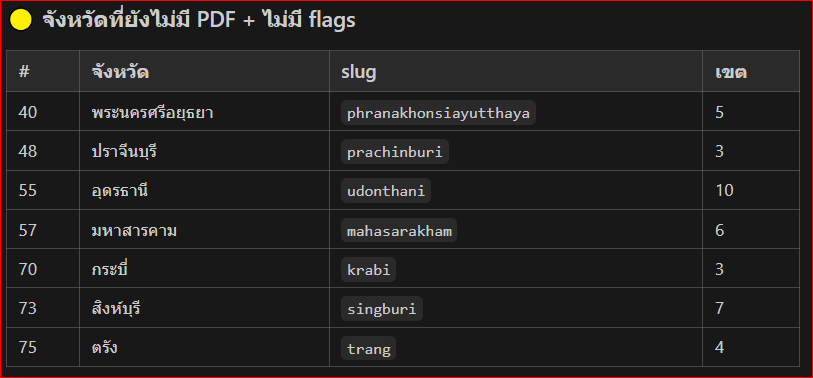 จังหวัดที่ยังไม่มี PDF + ไม่มี flags
# จังหวัด slug เขต
40 พระนครศรีอยุธยา phranakhonsiayutthaya 5
48 ปราจีนบุรี prachinburi 3
55 อุดรธานี udonthani 10
57 มหาสารคาม mahasarakham 6
70 กระบี่ krabi 3
73 สิงห์บุรี singburi 7
75 ตรัง trang 4